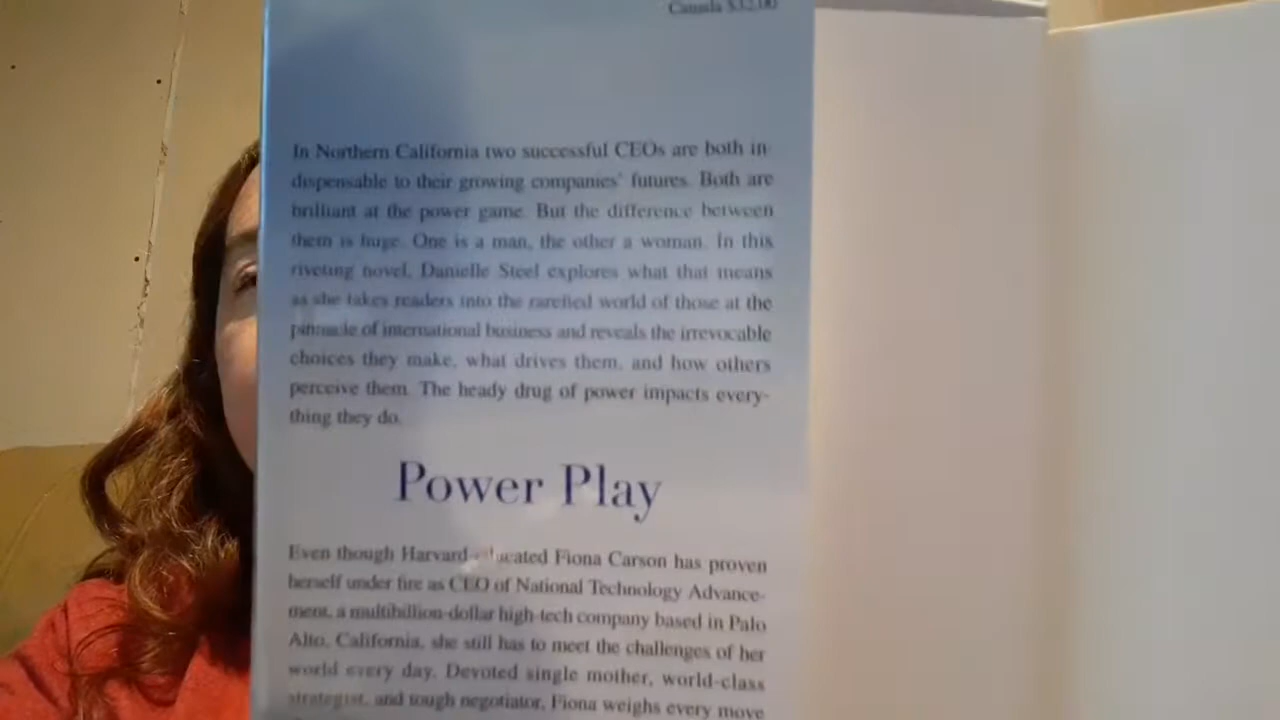 Canada $32.00
In Northern California two successful CEOs are both in-
dispensable to their growing companies' futures. Both are
brilliant at the power game. But the difference between
them is huge. One is a man, the other a woman. In this
riveting novel, Danielle Steel explores what that means
as she takes readers into the rarefied world of those at the
pinnacle of international business and reveals the irrevocable
choices they make, what drives them, and how others
perceive them. The heady drug of power impacts every-
thing they do.
Power Play
Even though Harvard-educated Fiona Carson has proven
herself under fire as CEO of National Technology Advance-
ment, a multibillion-dollar high-tech company based in Palo
Alto, California, she still has to meet the challenges of her
world every day. Devoted single mother, world-class
strategist, and tough negotiator, Fiona weighs every move